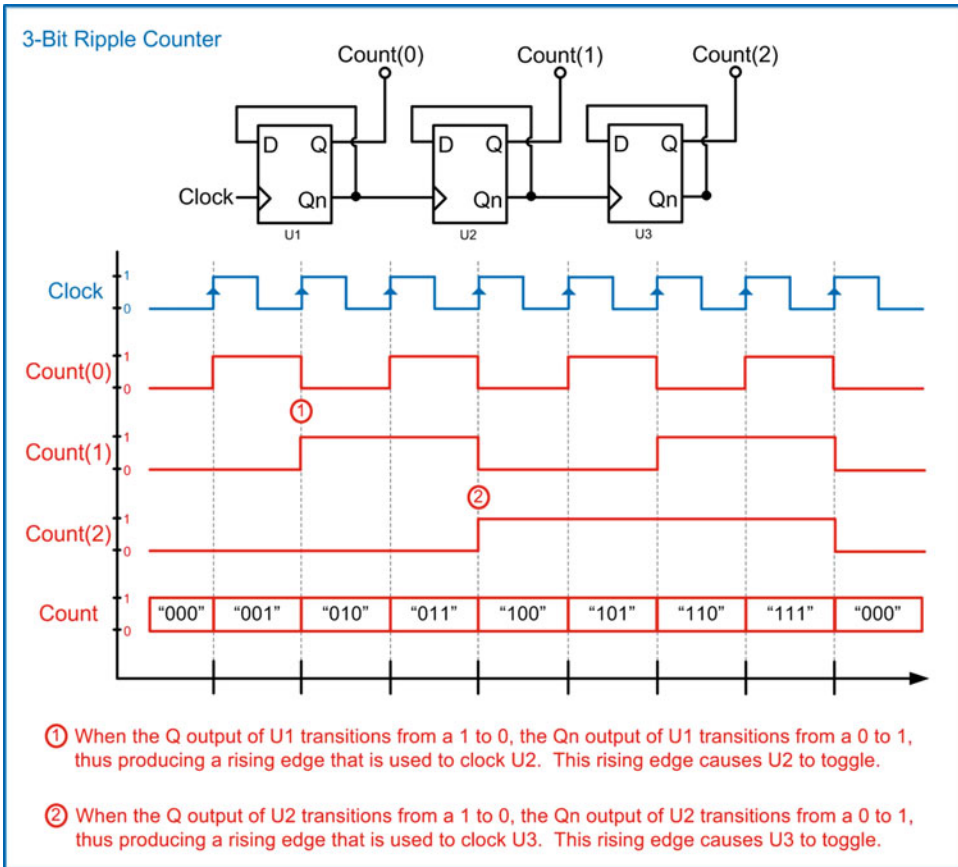 3-Bit Ripple Counter
Count(0) Count(1) Count(2)
D Q D Q D Q
Clock Qn Qn Qn
U1 U2 U3
Clock 1
0
Count(0) 1
0
①
Count(1) 1
0
②
Count(2) 1
0
Count 1
0
“000” “001” “010” “011” “100” “101” “110” “111” “000”
① When the Q output of U1 transitions from a 1 to 0, the Qn output of U1 transitions from a 0 to 1,
thus producing a rising edge that is used to clock U2. This rising edge causes U2 to toggle.
② When the Q output of U2 transitions from a 1 to 0, the Qn output of U2 transitions from a 0 to 1,
thus producing a rising edge that is used to clock U3. This rising edge causes U3 to toggle.